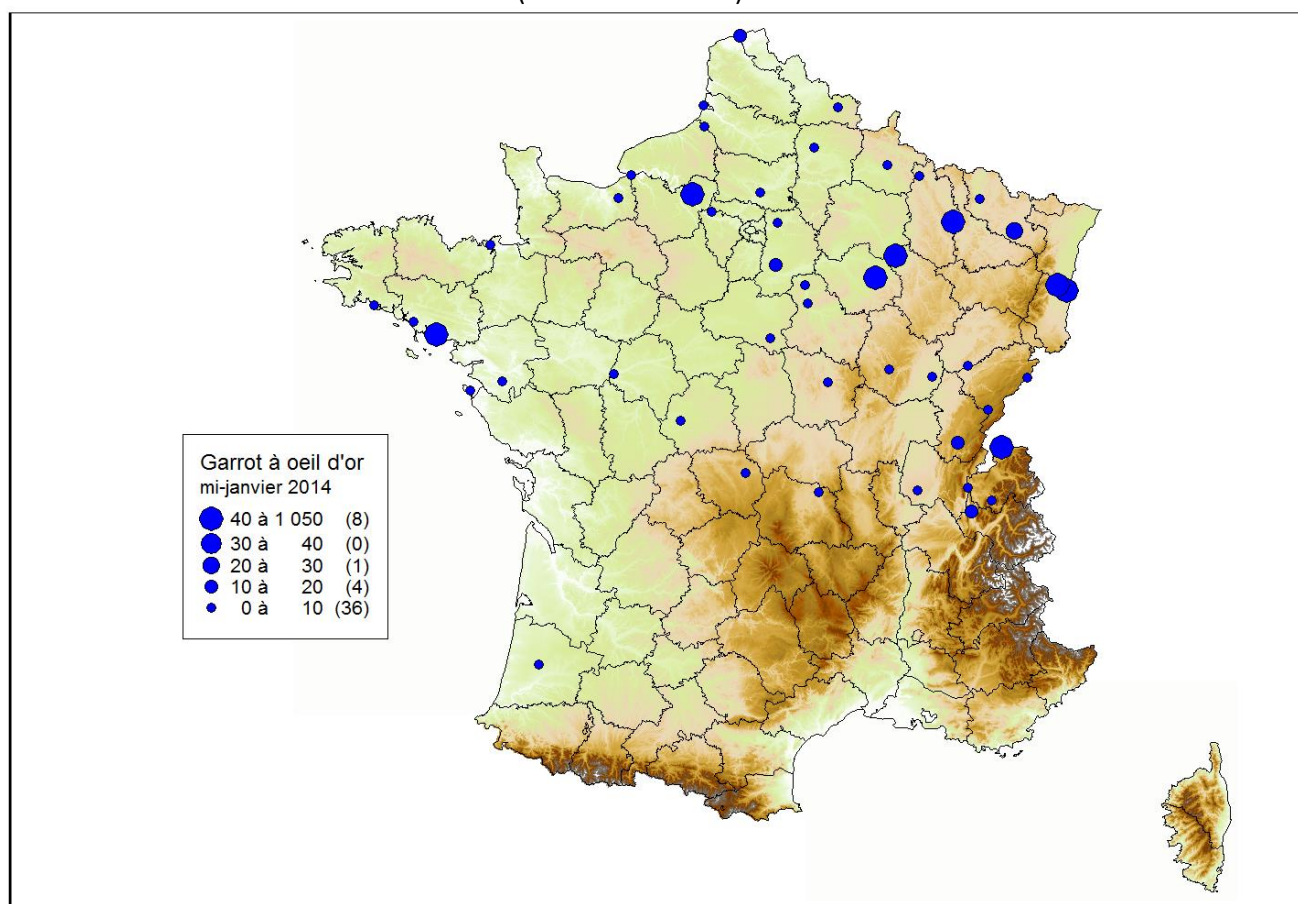 Garrot à oeil d'or
mi-janvier 2014
40 à 1 050 (8)
30 à 40 (0)
20 à 30 (1)
10 à 20 (4)
0 à 10 (36)